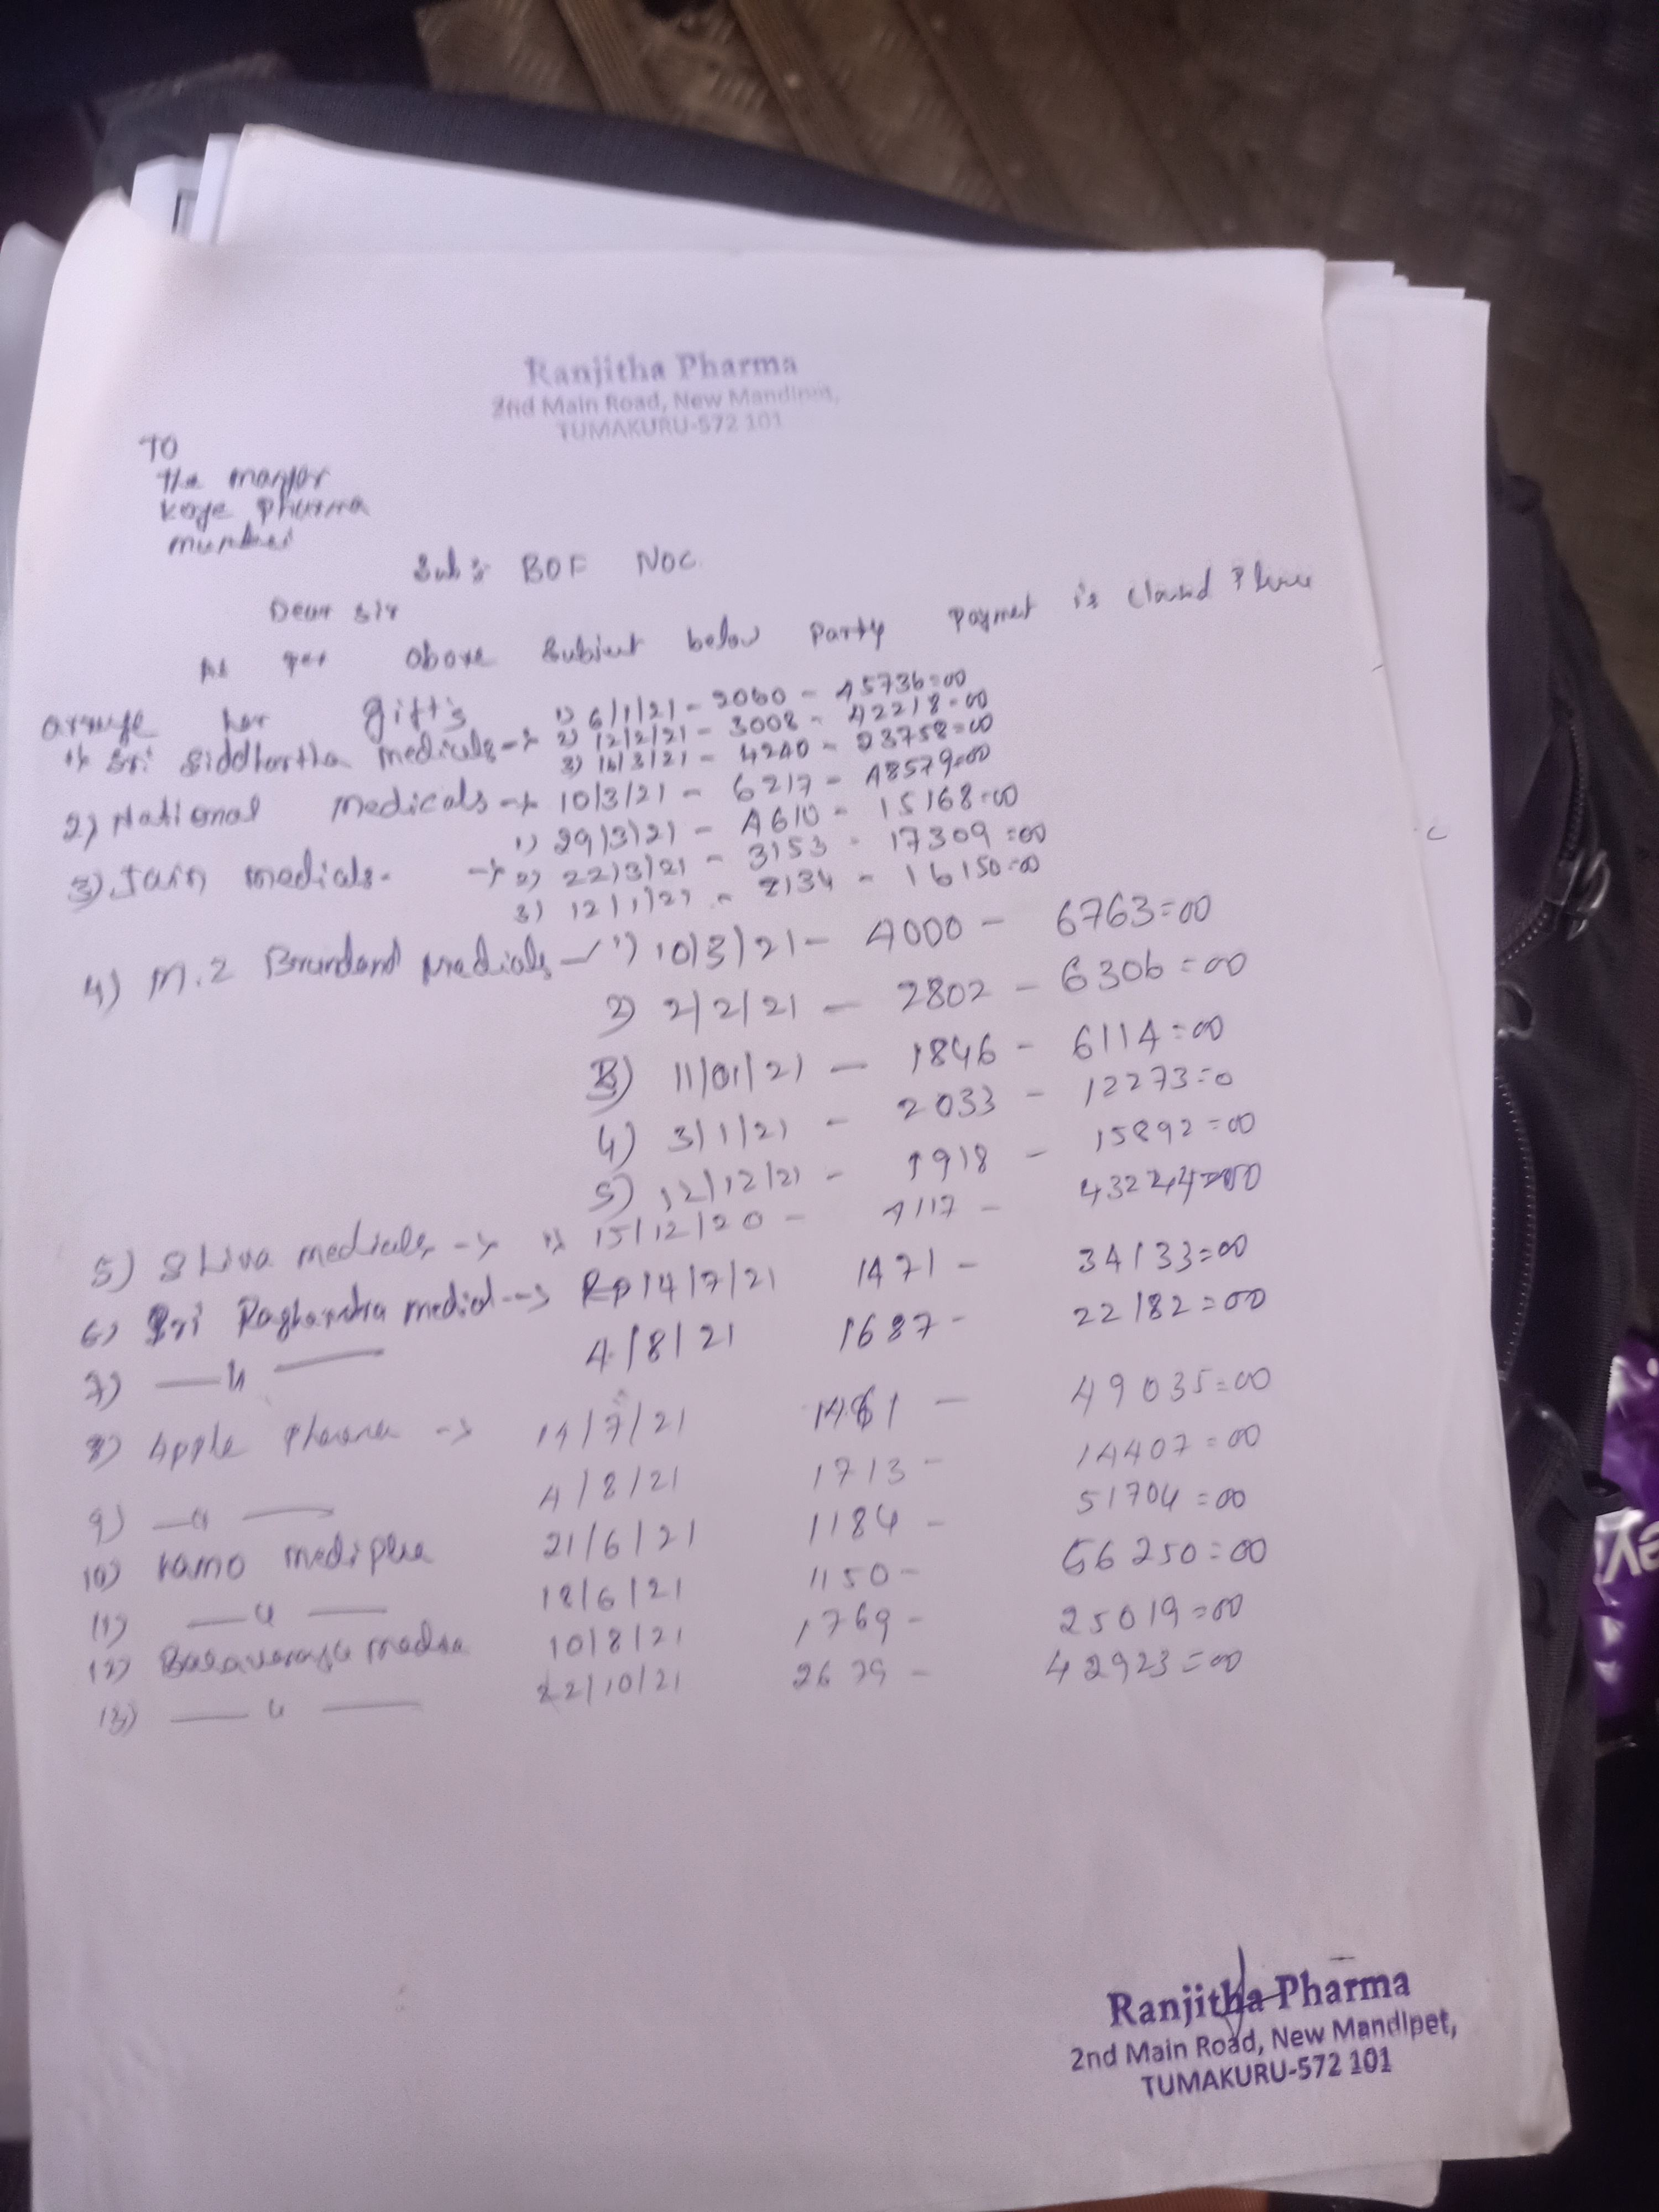 Ranjitha Pharma
2nd Main Road, New Mandipet,
TUMAKURU-572 101
TO
the
Koye Pharma
mumbai
Sub: BOF NOC
Dear Sir
As per above Subject below Party Payment is
her gift's
1) 6/1/21 - 2060 - 45736=00
1) Sri Siddhartha medicals -> 2) 12/2/21 - 3008 - 42218=00
3) 16/3/21 - 4240 - 23758=00
2) National medicals -> 10/3/21 - 6217 - 48579=00
1) 29/3/21 - 4610 - 15168=00
3) Jain medicals. -> 2) 22/3/21 - 3153 - 17309=00
3) 12/1/21 - 2134 - 16150=00
4) M.2 Medicals - 1) 10/3/21 - 4000 - 6763=00
2) 2/2/21 - 2802 - 6306=00
3) 11/01/21 - 1846 - 6114=00
4) 3/1/21 - 2033 - 12273=0
5) 12/12/21 - 1918 - 15892=00
5) Shiva medicals -> 15/12/20 - 4117 - 43244=00
6) Sri medical --> 14/7/21 1471 - 34133=00
7) —"— 4/8/21 1687 - 22182=00
8) Apple Pharma -> 14/7/21 1461 - 49035=00
9) —"— 4/8/21 1713 - 14407=00
10) 21/6/21 1184 - 51704=00
11) —"— 18/6/21 1150 - 56250=00
12) 10/8/21 1769 - 25019=00
13) —"— 22/10/21 2679 - 42923=00
Ranjitha Pharma
2nd Main Road, New Mandipet,
TUMAKURU-572 101